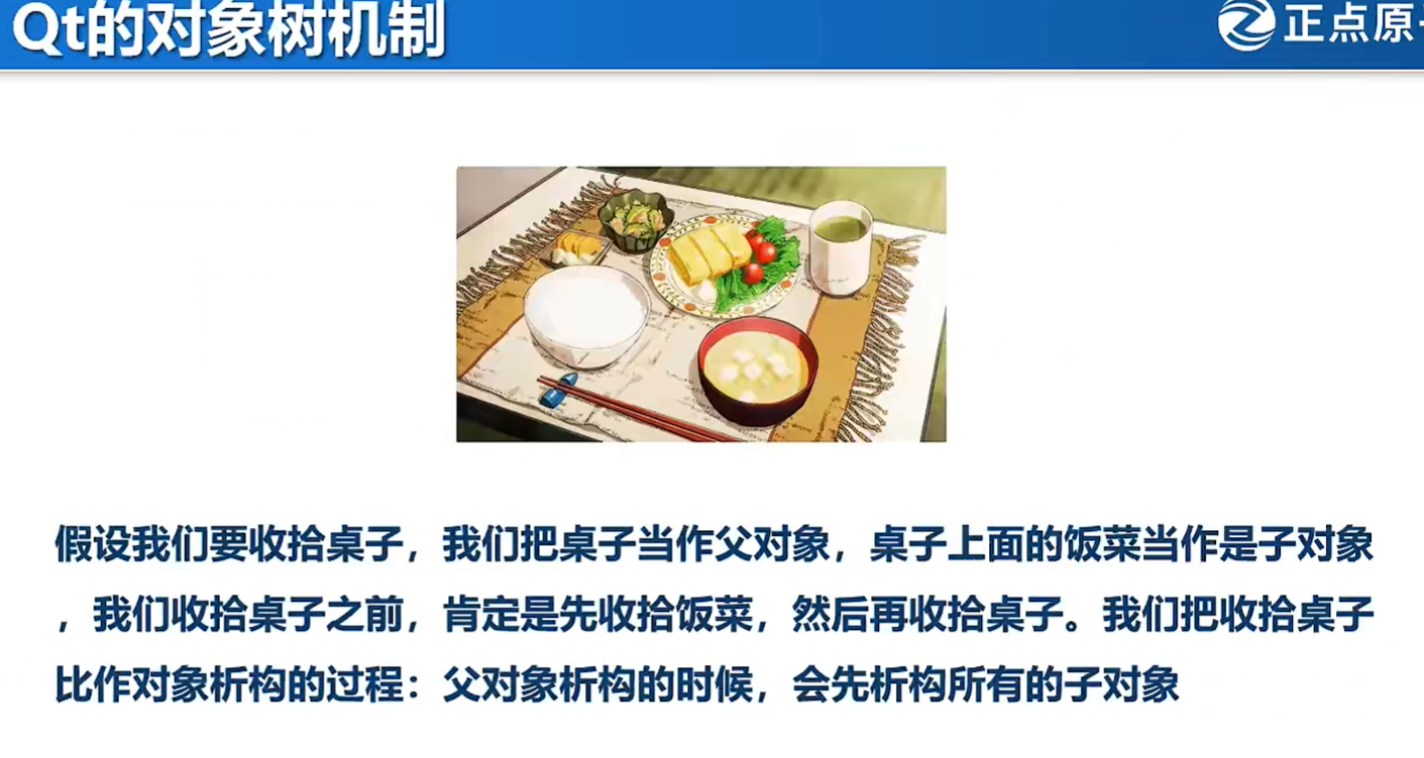 Qt的对象树机制
正点原
假设我们要收拾桌子，我们把桌子当作父对象，桌子上面的饭菜当作是子对象
，我们收拾桌子之前，肯定是先收拾饭菜，然后再收拾桌子。我们把收拾桌子
比作对象析构的过程：父对象析构的时候，会先析构所有的子对象